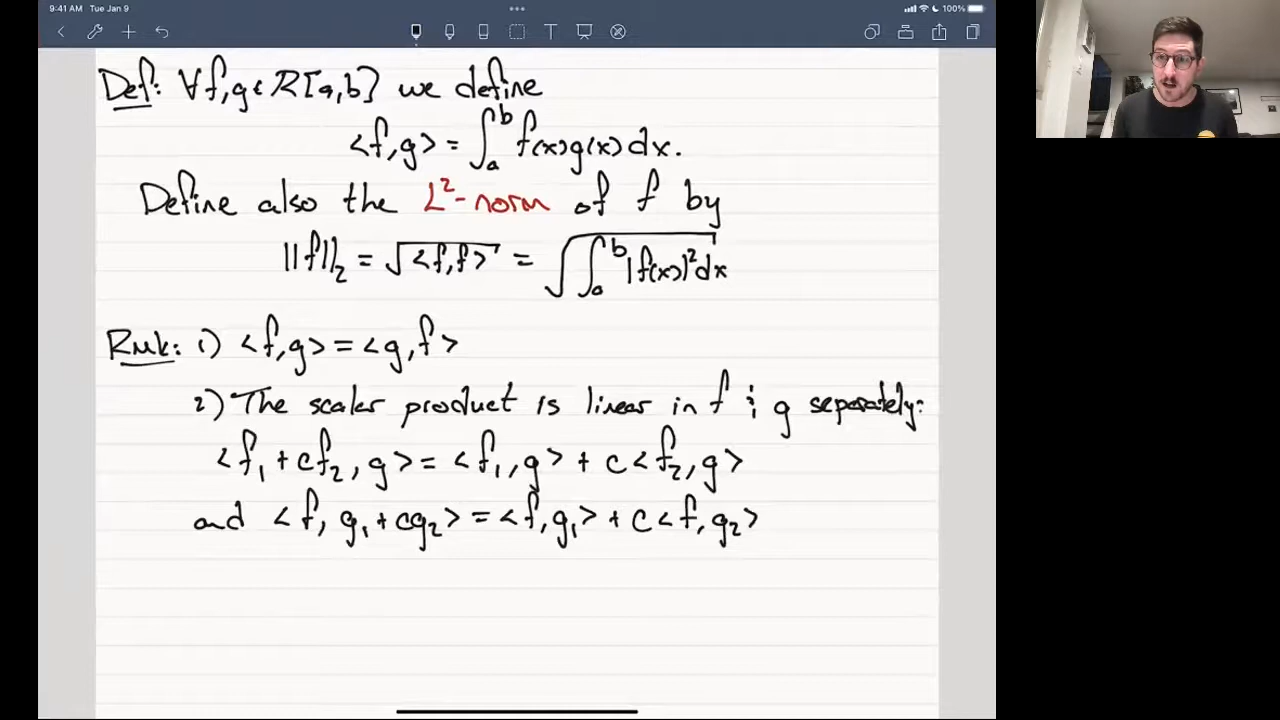 9:41 AM Tue Jan 9
100%
Def: ∀f,g ∈ R[a,b] we define
<f,g> = ∫_a^b f(x)g(x)dx.
Define also the L²-norm of f by
||f||₂ = √<f,f> = √∫_a^b |f(x)|²dx
Rmk: 1) <f,g> = <g,f>
2) The scaler product is linear in f & g separately:
<f₁ + cf₂, g> = <f₁,g> + c<f₂,g>
and <f, g₁ + cg₂> = <f,g₁> + c<f,g₂>